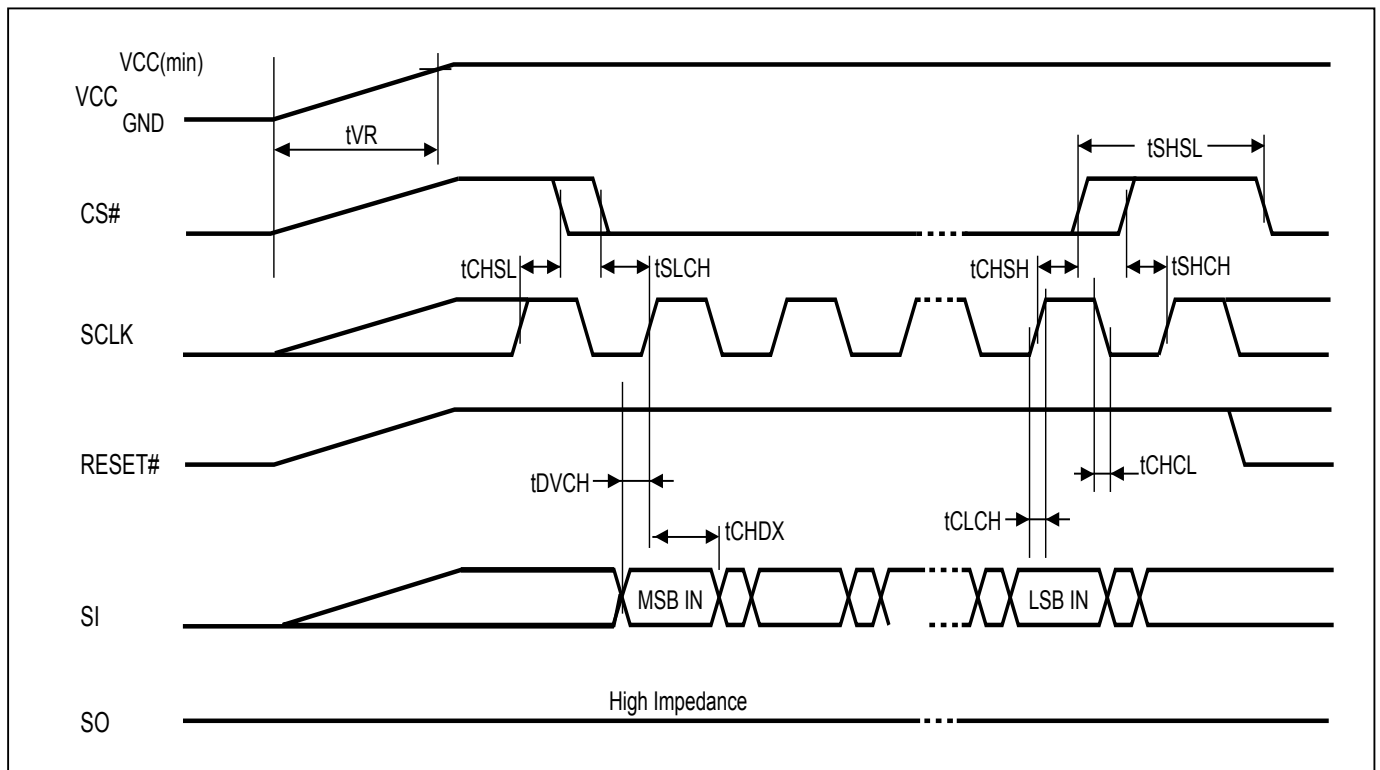 VCC(min)
VCC
GND
tVR
tSHSL
CS#
tCHSL
tSLCH
tCHSH
tSHCH
SCLK
RESET#
tDVCH
tCHCL
tCLCH
tCHDX
SI
MSB IN
LSB IN
High Impedance
SO